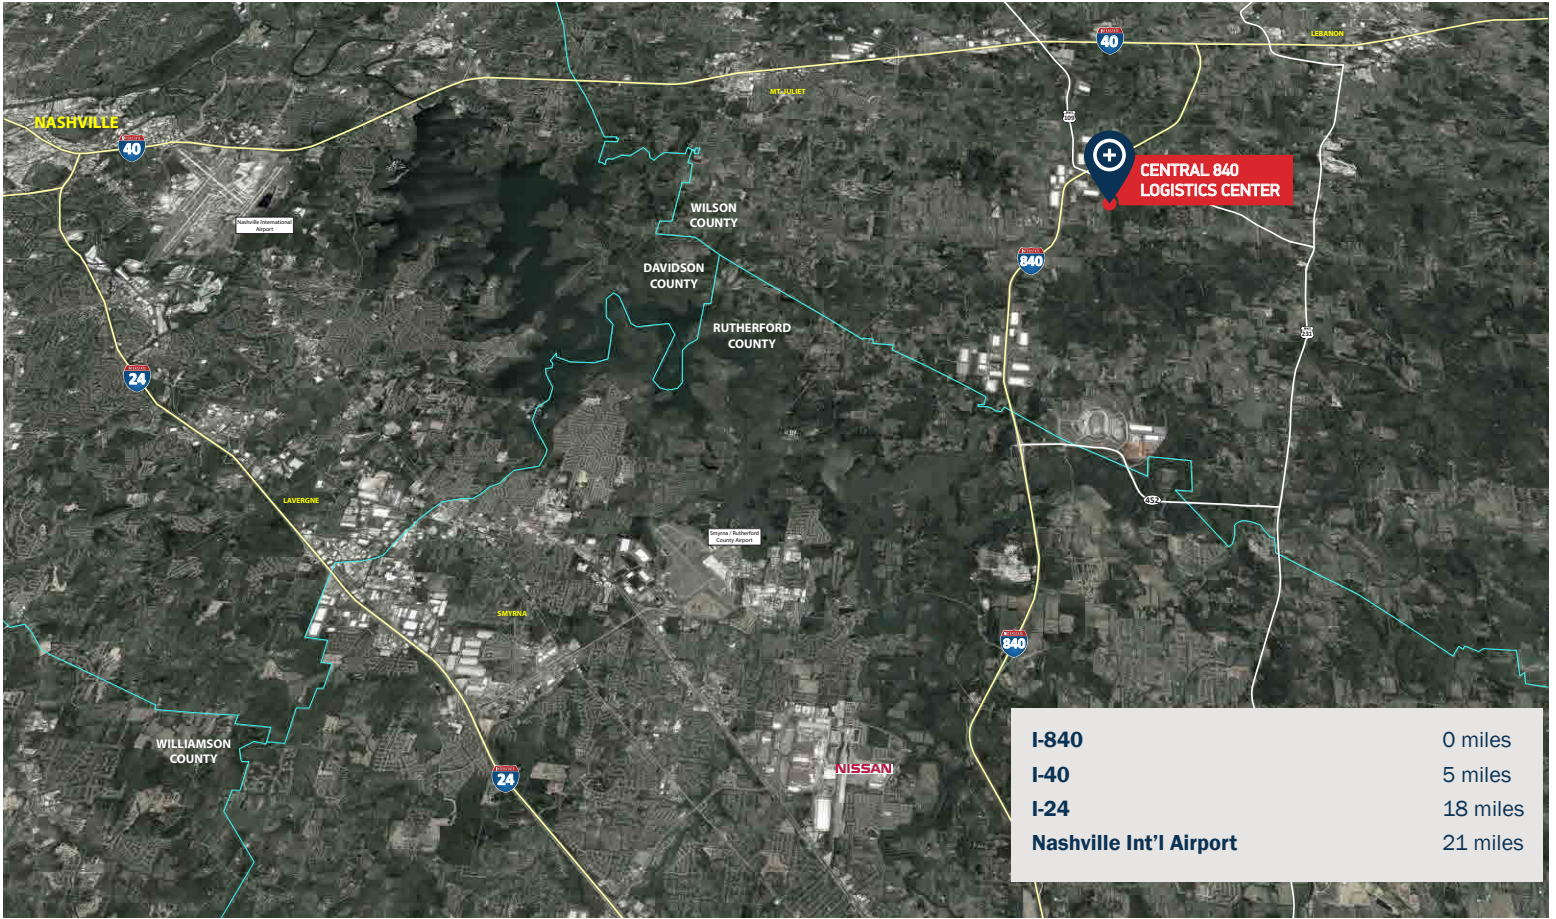 40
LEBANON
MT. JULIET
NASHVILLE
40
CENTRAL 840
LOGISTICS CENTER
WILSON
COUNTY
Nashville International
Airport
840
DAVIDSON
COUNTY
RUTHERFORD
COUNTY
231
24
452
LAVERGNE
Smyrna / Rutherford
County Airport
SMYRNA
840
WILLIAMSON
COUNTY
24
NISSAN
I-840 0 miles
I-40 5 miles
I-24 18 miles
Nashville Int'l Airport 21 miles